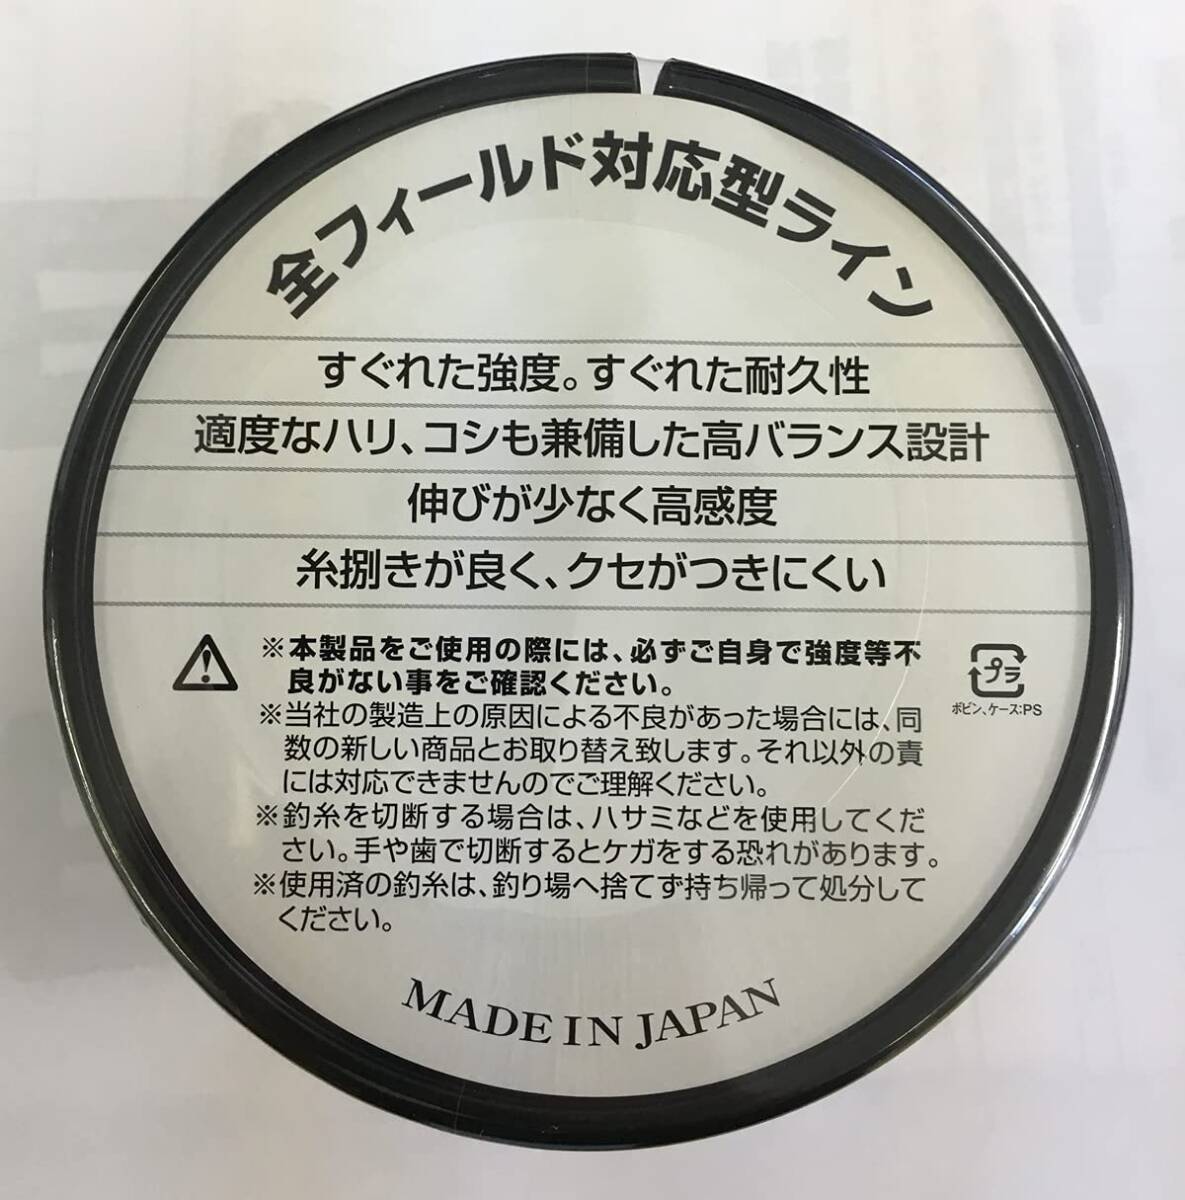 全フィールド対応型ライン
すぐれた強度。すぐれた耐久性
適度なハリ、コシも兼備した高バランス設計
伸びが少なく高感度
糸捌きが良く、クセがつきにくい
※本製品をご使用の際には、必ずご自身で強度等不
良がない事をご確認ください。
※当社の製造上の原因による不良があった場合には、同
数の新しい商品とお取り替え致します。それ以外の責
には対応できませんのでご理解ください。
※釣糸を切断する場合は、ハサミなどを使用してくだ
さい。手や歯で切断するとケガをする恐れがあります。
※使用済の釣糸は、釣り場へ捨てず持ち帰って処分して
ください。
プラ
ボビン、ケース:PS
MADE IN JAPAN